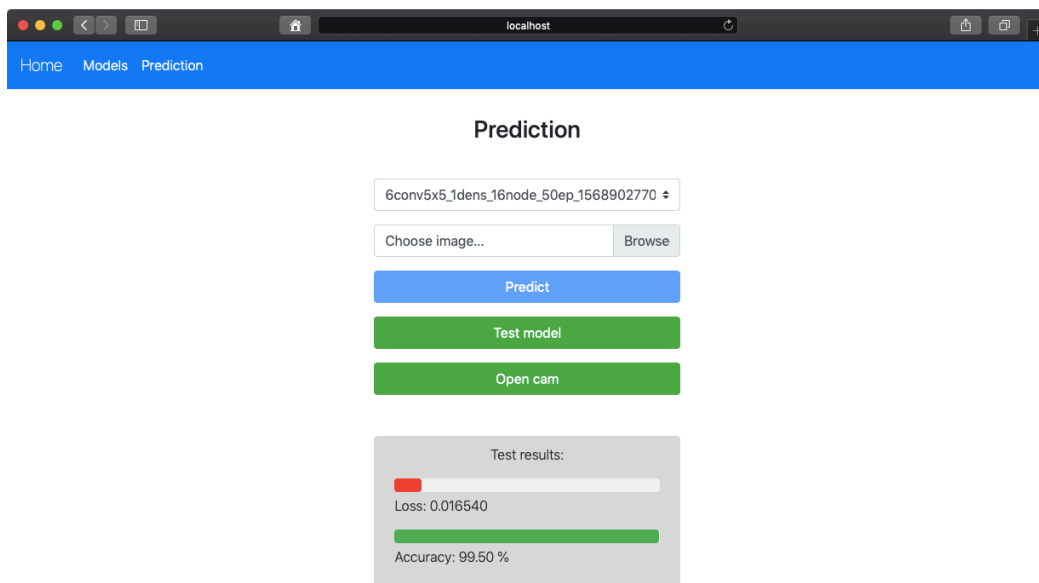 localhost
Home Models Prediction
Prediction
6conv5x5_1dens_16node_50ep_1568902770
Choose image... Browse
Predict
Test model
Open cam
Test results:
Loss: 0.016540
Accuracy: 99.50 %